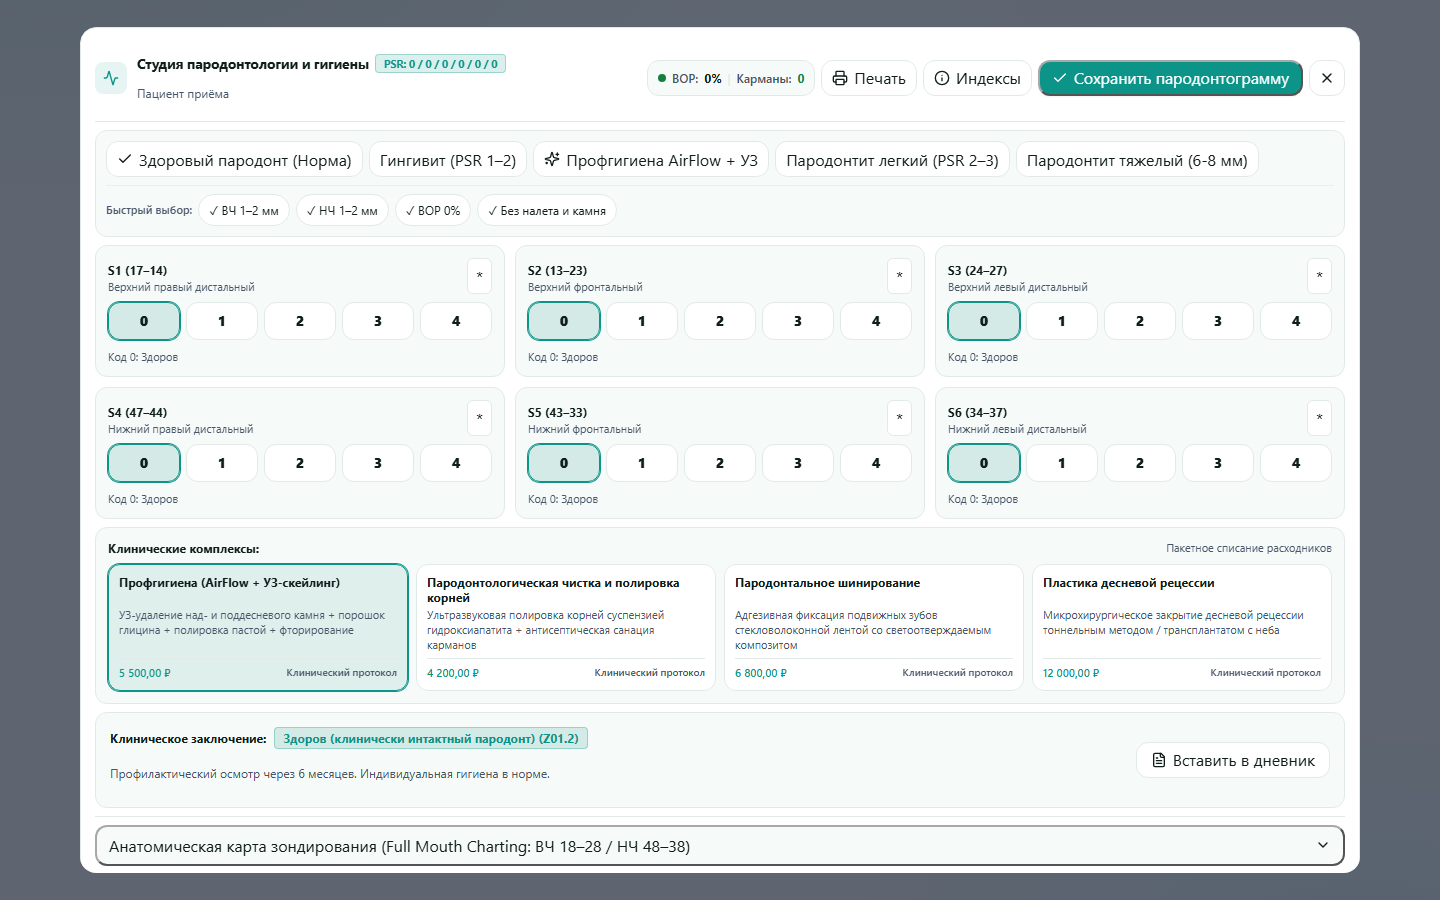 Студия пародонтологии и гигиены PSR: 0 / 0 / 0 / 0 / 0 / 0
Пациент приёма
BOP: 0% Карманы: 0
Печать
Индексы
Сохранить пародонтограмму
Здоровый пародонт (Норма)
Гингивит (PSR 1–2)
Профгигиена AirFlow + УЗ
Пародонтит легкий (PSR 2–3)
Пародонтит тяжелый (6-8 мм)
Быстрый выбор:
✓ ВЧ 1–2 мм
✓ НЧ 1–2 мм
✓ BOP 0%
✓ Без налета и камня
S1 (17–14)
*
Верхний правый дистальный
0 1 2 3 4
Код 0: Здоров
S2 (13–23)
*
Верхний фронтальный
0 1 2 3 4
Код 0: Здоров
S3 (24–27)
*
Верхний левый дистальный
0 1 2 3 4
Код 0: Здоров
S4 (47–44)
*
Нижний правый дистальный
0 1 2 3 4
Код 0: Здоров
S5 (43–33)
*
Нижний фронтальный
0 1 2 3 4
Код 0: Здоров
S6 (34–37)
*
Нижний левый дистальный
0 1 2 3 4
Код 0: Здоров
Клинические комплексы:
Пакетное списание расходников
Профгигиена (AirFlow + УЗ-скейлинг)
УЗ-удаление над- и поддесневого камня + порошок
глицина + полировка пастой + фторирование
5 500,00 ₽ Клинический протокол
Пародонтологическая чистка и полировка
корней
Ультразвуковая полировка корней суспензией
гидроксиапатита + антисептическая санация
карманов
4 200,00 ₽ Клинический протокол
Пародонтальное шинирование
Адгезивная фиксация подвижных зубов
стекловолоконной лентой со светоотверждаемым
композитом
6 800,00 ₽ Клинический протокол
Пластика десневой рецессии
Микрохирургическое закрытие десневой рецессии
тоннельным методом / трансплантатом с неба
12 000,00 ₽ Клинический протокол
Клиническое заключение: Здоров (клинически интактный пародонт) (Z01.2)
Профилактический осмотр через 6 месяцев. Индивидуальная гигиена в норме.
Вставить в дневник
Анатомическая карта зондирования (Full Mouth Charting: ВЧ 18–28 / НЧ 48–38)